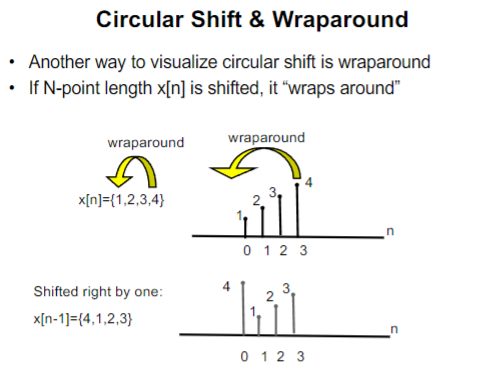 Circular Shift & Wraparound
• Another way to visualize circular shift is wraparound
• If N-point length x[n] is shifted, it “wraps around”
wraparound
wraparound
x[n]={1,2,3,4}
1 2 3 4
n
0 1 2 3
Shifted right by one:
x[n-1]={4,1,2,3}
4 1 2 3
n
0 1 2 3